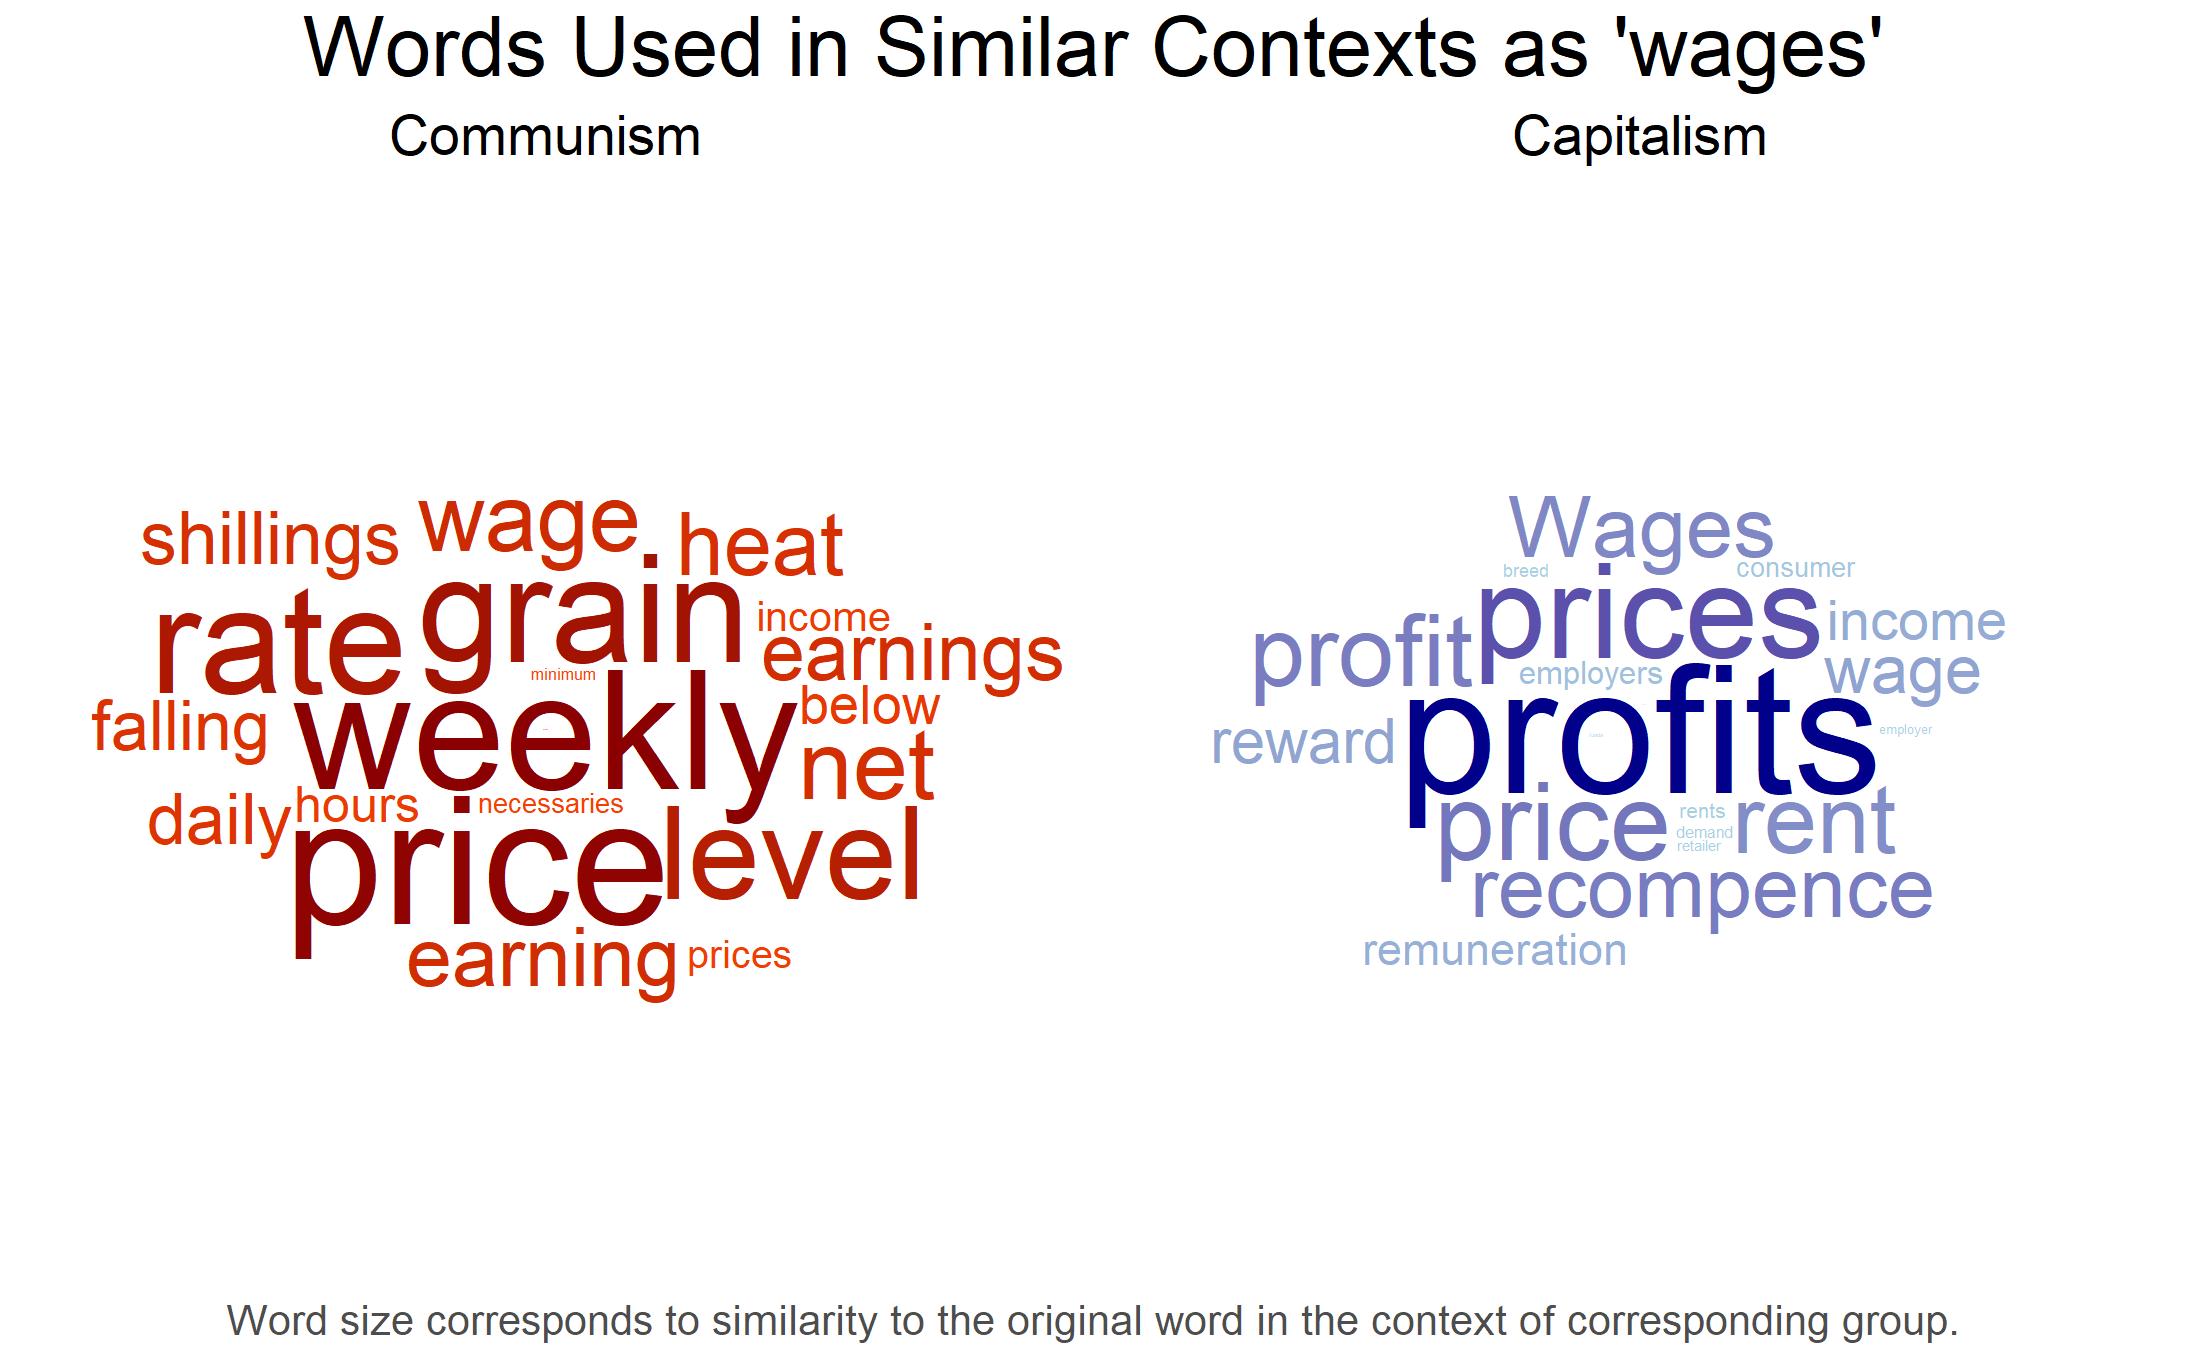 Words Used in Similar Contexts as 'wages'
Communism
Capitalism
shillings wage heat
rate grain income
earnings
minimum
falling weekly below
net
daily hours necessaries
price level
earning prices
Wages
breed consumer
profit prices income
employers wage
reward profits employer
price rents rent
demand
retailer
recompence
remuneration
Word size corresponds to similarity to the original word in the context of corresponding group.